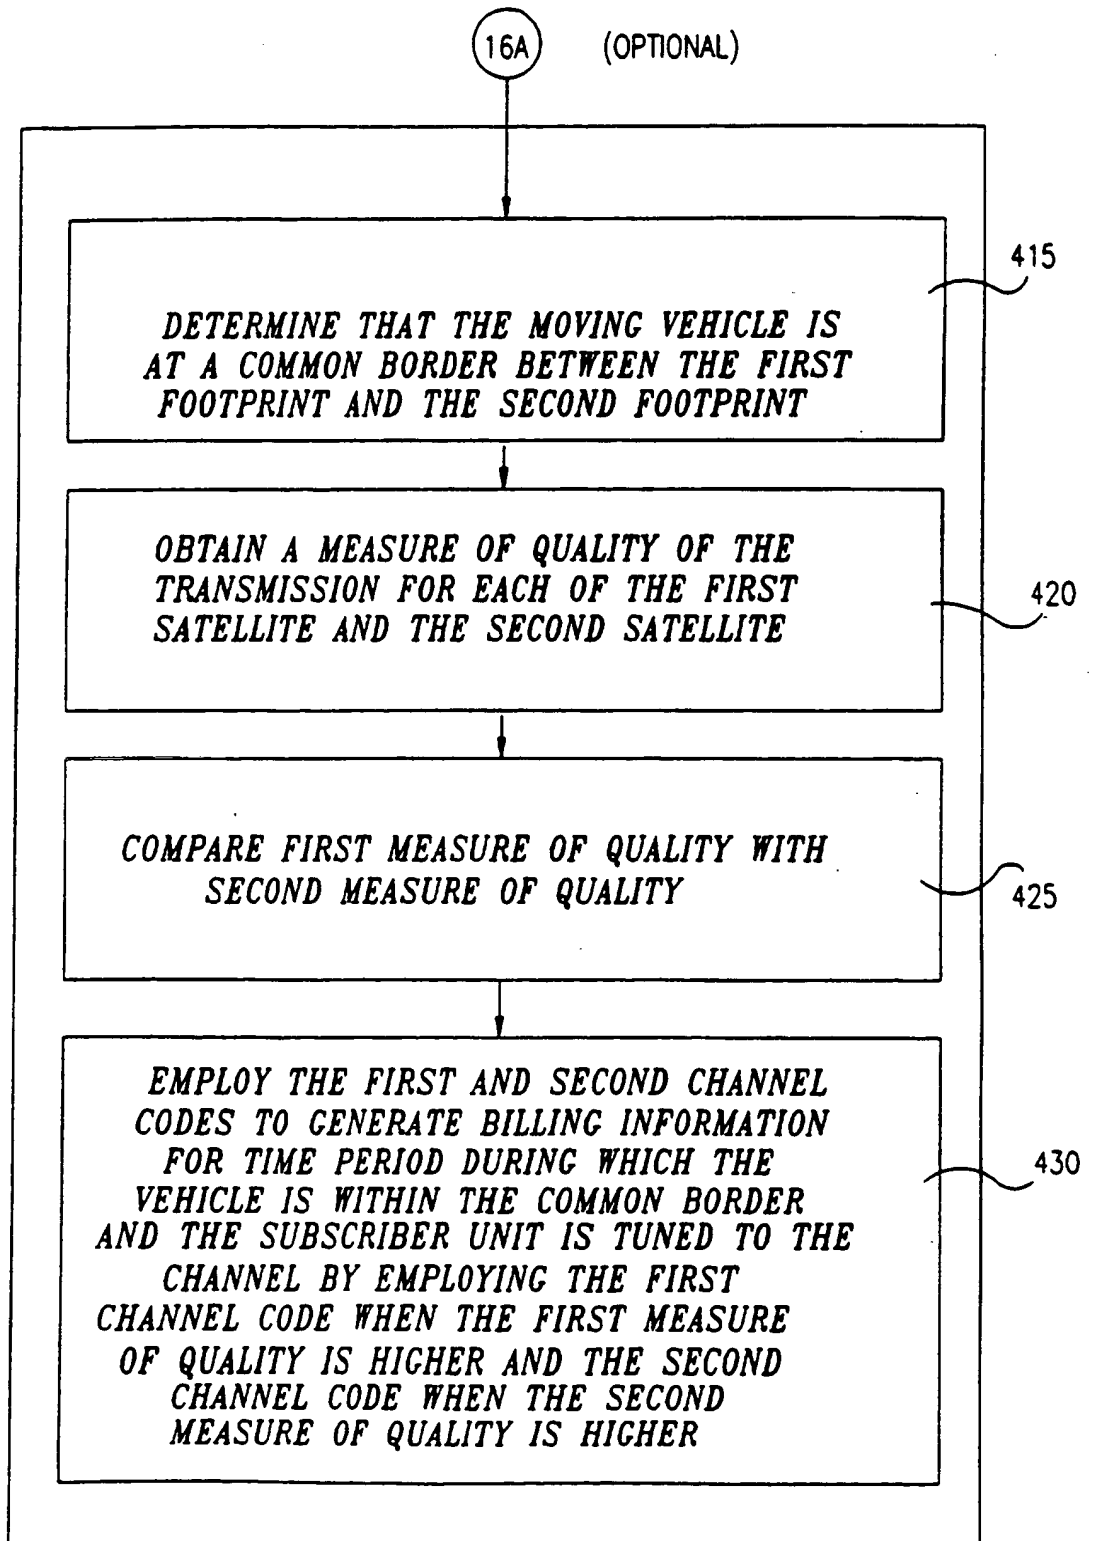 16A (OPTIONAL)
DETERMINE THAT THE MOVING VEHICLE IS
AT A COMMON BORDER BETWEEN THE FIRST
FOOTPRINT AND THE SECOND FOOTPRINT
415
OBTAIN A MEASURE OF QUALITY OF THE
TRANSMISSION FOR EACH OF THE FIRST
SATELLITE AND THE SECOND SATELLITE
420
COMPARE FIRST MEASURE OF QUALITY WITH
SECOND MEASURE OF QUALITY
425
EMPLOY THE FIRST AND SECOND CHANNEL
CODES TO GENERATE BILLING INFORMATION
FOR TIME PERIOD DURING WHICH THE
VEHICLE IS WITHIN THE COMMON BORDER
AND THE SUBSCRIBER UNIT IS TUNED TO THE
CHANNEL BY EMPLOYING THE FIRST
CHANNEL CODE WHEN THE FIRST MEASURE
OF QUALITY IS HIGHER AND THE SECOND
CHANNEL CODE WHEN THE SECOND
MEASURE OF QUALITY IS HIGHER
430